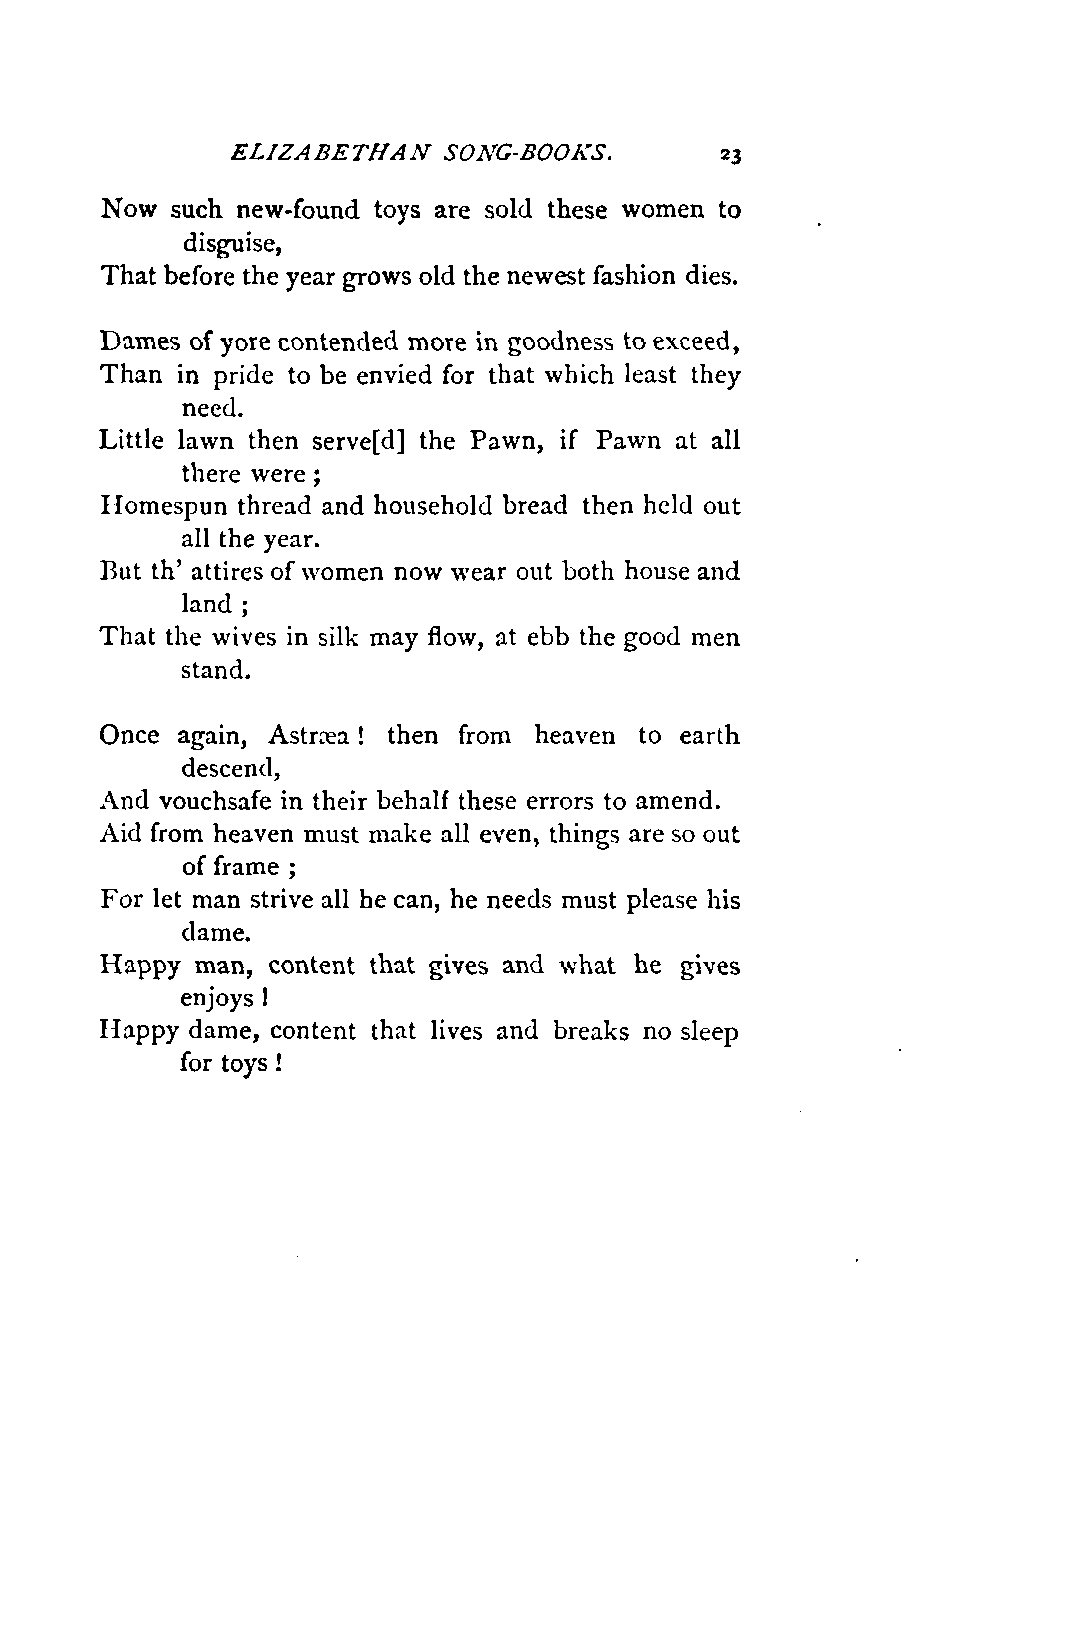 ELIZABETHAN SONG-BOOKS. 23
Now such new-found toys are sold these women to
disguise,
That before the year grows old the newest fashion dies.
Dames of yore contended more in goodness to exceed,
Than in pride to be envied for that which least they
need.
Little lawn then serve[d] the Pawn, if Pawn at all
there were ;
Homespun thread and household bread then held out
all the year.
But th' attires of women now wear out both house and
land ;
That the wives in silk may flow, at ebb the good men
stand.
Once again, Astræa ! then from heaven to earth
descend,
And vouchsafe in their behalf these errors to amend.
Aid from heaven must make all even, things are so out
of frame ;
For let man strive all he can, he needs must please his
dame.
Happy man, content that gives and what he gives
enjoys !
Happy dame, content that lives and breaks no sleep
for toys !